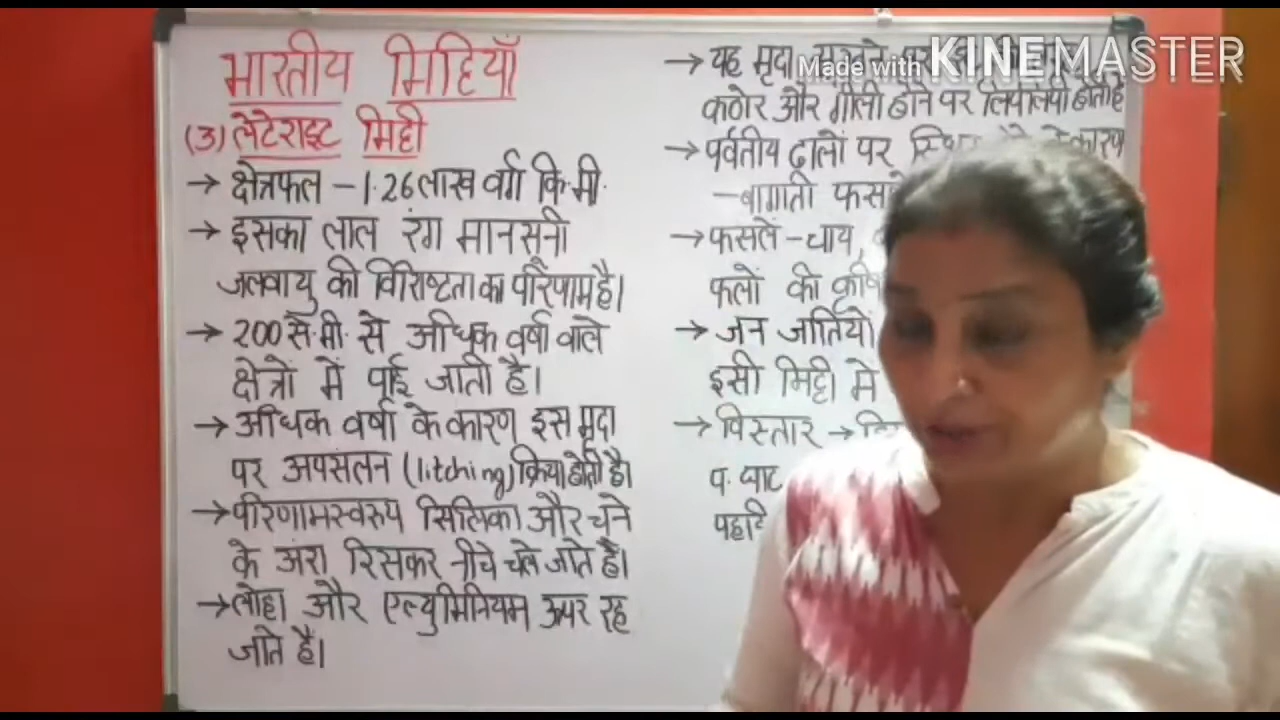 भारतीय मिट्टियाँ
(3) लेटेराइट मिट्टी
→ क्षेत्रफल – 1.26 लाख वर्ग कि.मी.
→ इसका लाल रंग मानसूनी
जलवायु की विशिष्टता का परिणाम है।
→ 200 से.मी. से अधिक वर्षा वाले
क्षेत्रों में पाई जाती है।
→ अधिक वर्षा के कारण इस मृदा
पर अपसलन (litching) क्रिया होती है।
→ परिणामस्वरुप सिलिका और चूने
के अंश रिसकर नीचे चले जाते हैं।
→ लोहा और एल्युमिनियम ऊपर रह
जाते हैं।
→ यह मृदा
Made with KINEMASTER
कठोर और गीली होने पर लिपलिपी होती है
→ पर्वतीय ढालों पर के कारण
– बागाती
→ फसलें – चाय,
फलों की
→ जन जातियों
इसी मिट्टी में
→ विस्तार →
प. घाट